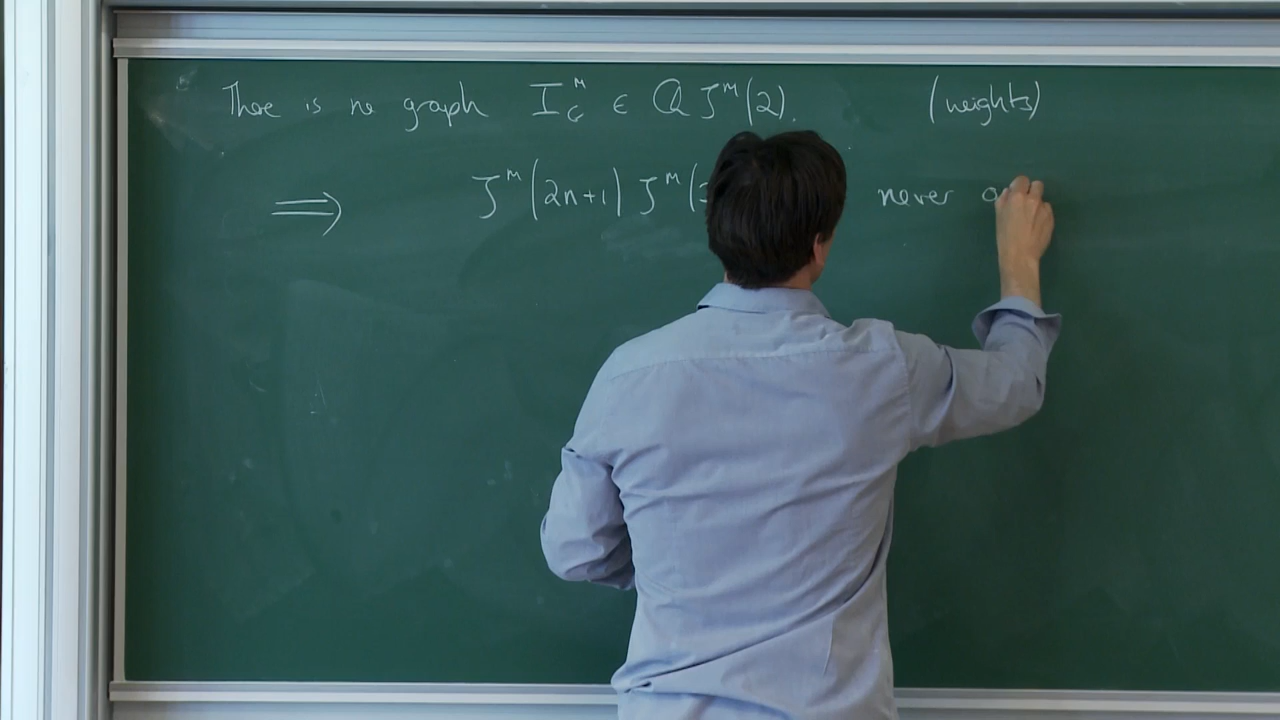 There is no graph I_G^m ∈ ℚ ζ^m(2). (weights)
⟹ ζ^m(2n+1) ζ^m( never